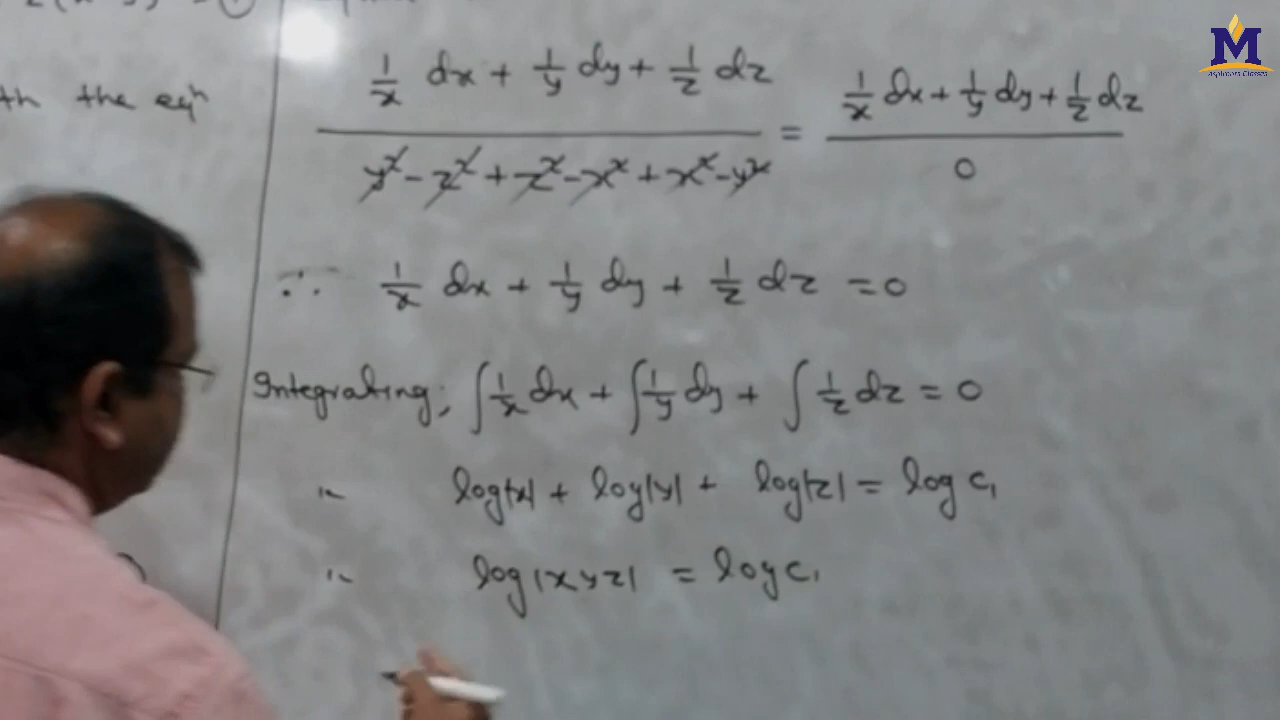 M
Aspirants Classes
th the eqⁿ
1/x dx + 1/y dy + 1/z dz / y² - z² + z² - x² + x² - y² = 1/x dx + 1/y dy + 1/z dz / 0
∴ 1/x dx + 1/y dy + 1/z dz = 0
Integrating, ∫ 1/x dx + ∫ 1/y dy + ∫ 1/z dz = 0
log|x| + log|y| + log|z| = log c₁
log|xyz| = log c₁